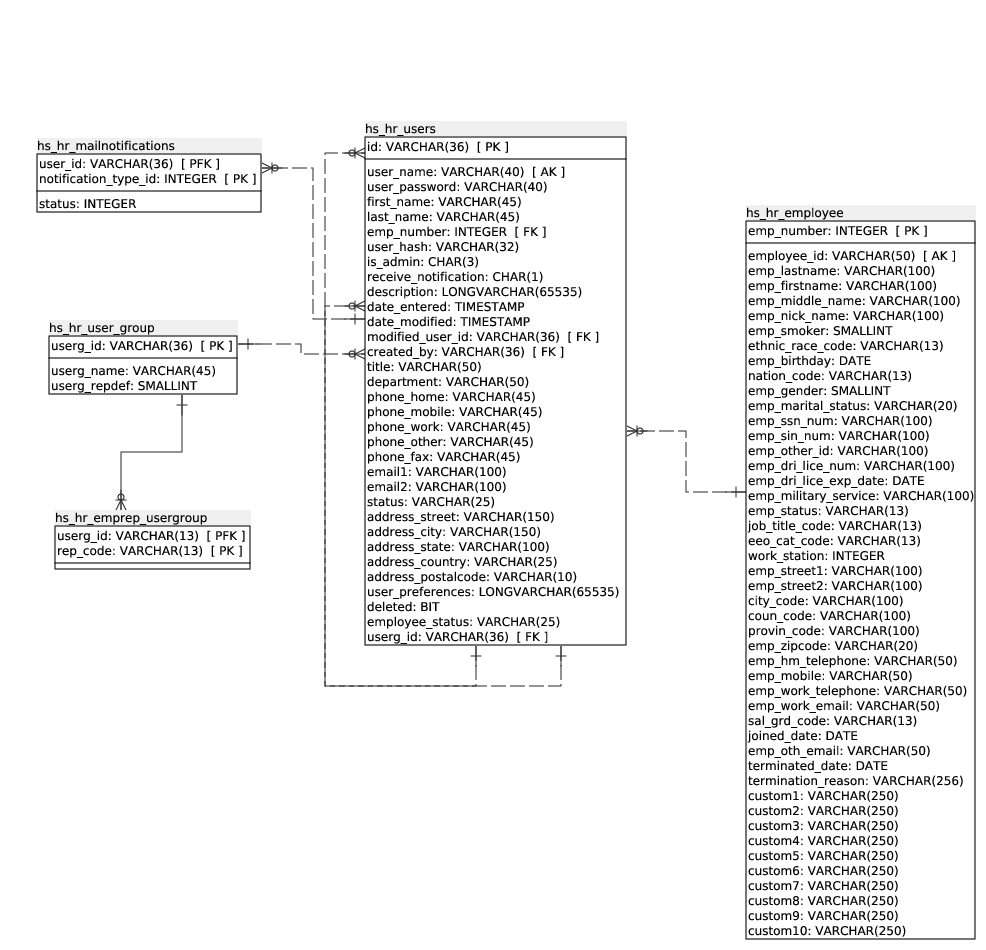 hs_hr_mailnotifications
user_id: VARCHAR(36) [ PFK ]
notification_type_id: INTEGER [ PK ]
status: INTEGER
hs_hr_user_group
userg_id: VARCHAR(36) [ PK ]
userg_name: VARCHAR(45)
userg_repdef: SMALLINT
hs_hr_emprep_usergroup
userg_id: VARCHAR(13) [ PFK ]
rep_code: VARCHAR(13) [ PK ]
hs_hr_users
id: VARCHAR(36) [ PK ]
user_name: VARCHAR(40) [ AK ]
user_password: VARCHAR(40)
first_name: VARCHAR(45)
last_name: VARCHAR(45)
emp_number: INTEGER [ FK ]
user_hash: VARCHAR(32)
is_admin: CHAR(3)
receive_notification: CHAR(1)
description: LONGVARCHAR(65535)
date_entered: TIMESTAMP
date_modified: TIMESTAMP
modified_user_id: VARCHAR(36) [ FK ]
created_by: VARCHAR(36) [ FK ]
title: VARCHAR(50)
department: VARCHAR(50)
phone_home: VARCHAR(45)
phone_mobile: VARCHAR(45)
phone_work: VARCHAR(45)
phone_other: VARCHAR(45)
phone_fax: VARCHAR(45)
email1: VARCHAR(100)
email2: VARCHAR(100)
status: VARCHAR(25)
address_street: VARCHAR(150)
address_city: VARCHAR(150)
address_state: VARCHAR(100)
address_country: VARCHAR(25)
address_postalcode: VARCHAR(10)
user_preferences: LONGVARCHAR(65535)
deleted: BIT
employee_status: VARCHAR(25)
userg_id: VARCHAR(36) [ FK ]
hs_hr_employee
emp_number: INTEGER [ PK ]
employee_id: VARCHAR(50) [ AK ]
emp_lastname: VARCHAR(100)
emp_firstname: VARCHAR(100)
emp_middle_name: VARCHAR(100)
emp_nick_name: VARCHAR(100)
emp_smoker: SMALLINT
ethnic_race_code: VARCHAR(13)
emp_birthday: DATE
nation_code: VARCHAR(13)
emp_gender: SMALLINT
emp_marital_status: VARCHAR(20)
emp_ssn_num: VARCHAR(100)
emp_sin_num: VARCHAR(100)
emp_other_id: VARCHAR(100)
emp_dri_lice_num: VARCHAR(100)
emp_dri_lice_exp_date: DATE
emp_military_service: VARCHAR(100)
emp_status: VARCHAR(13)
job_title_code: VARCHAR(13)
eeo_cat_code: VARCHAR(13)
work_station: INTEGER
emp_street1: VARCHAR(100)
emp_street2: VARCHAR(100)
city_code: VARCHAR(100)
coun_code: VARCHAR(100)
provin_code: VARCHAR(100)
emp_zipcode: VARCHAR(20)
emp_hm_telephone: VARCHAR(50)
emp_mobile: VARCHAR(50)
emp_work_telephone: VARCHAR(50)
emp_work_email: VARCHAR(50)
sal_grd_code: VARCHAR(13)
joined_date: DATE
emp_oth_email: VARCHAR(50)
terminated_date: DATE
termination_reason: VARCHAR(256)
custom1: VARCHAR(250)
custom2: VARCHAR(250)
custom3: VARCHAR(250)
custom4: VARCHAR(250)
custom5: VARCHAR(250)
custom6: VARCHAR(250)
custom7: VARCHAR(250)
custom8: VARCHAR(250)
custom9: VARCHAR(250)
custom10: VARCHAR(250)